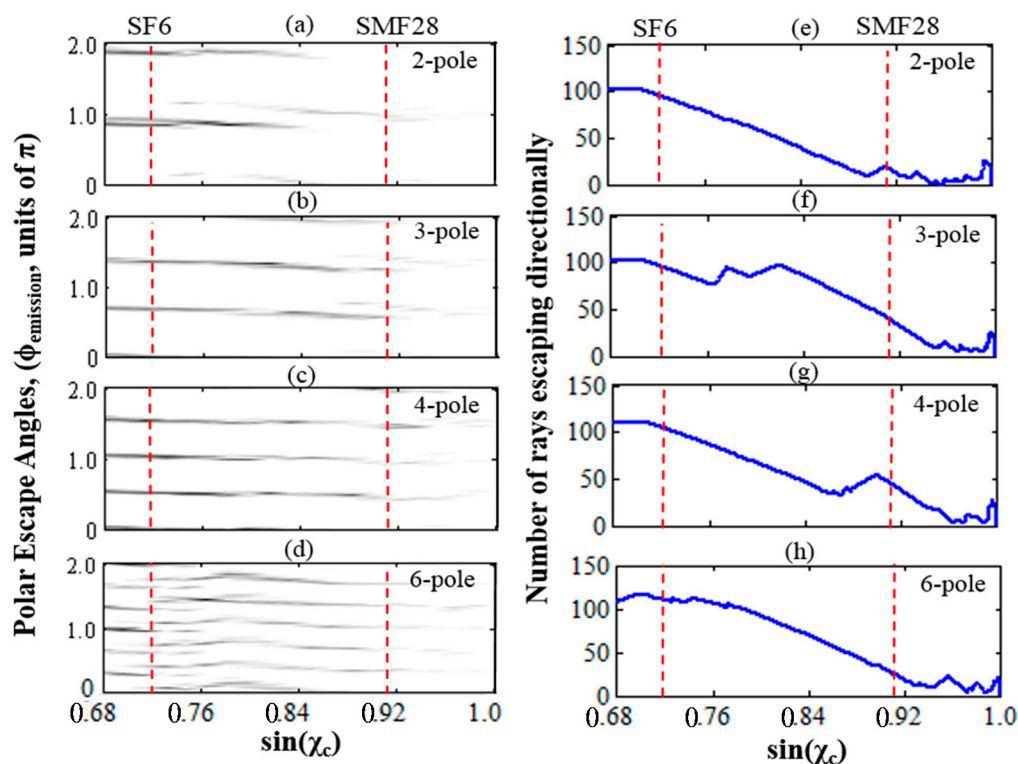 Polar Escape Angles, (ϕemission, units of π)
SF6 (a) SMF28
2.0 2-pole
1.0
0
(b)
2.0 3-pole
1.0
0
(c)
2.0 4-pole
1.0
0
(d)
2.0 6-pole
1.0
0
0.68 0.76 0.84 0.92 1.0
sin(χc)
Number of rays escaping directionally
SF6 (e) SMF28
150 2-pole
100
50
0
(f)
150 3-pole
100
50
0
(g)
150 4-pole
100
50
0
(h)
150 6-pole
100
50
0
0.68 0.76 0.84 0.92 1.0
sin(χc)